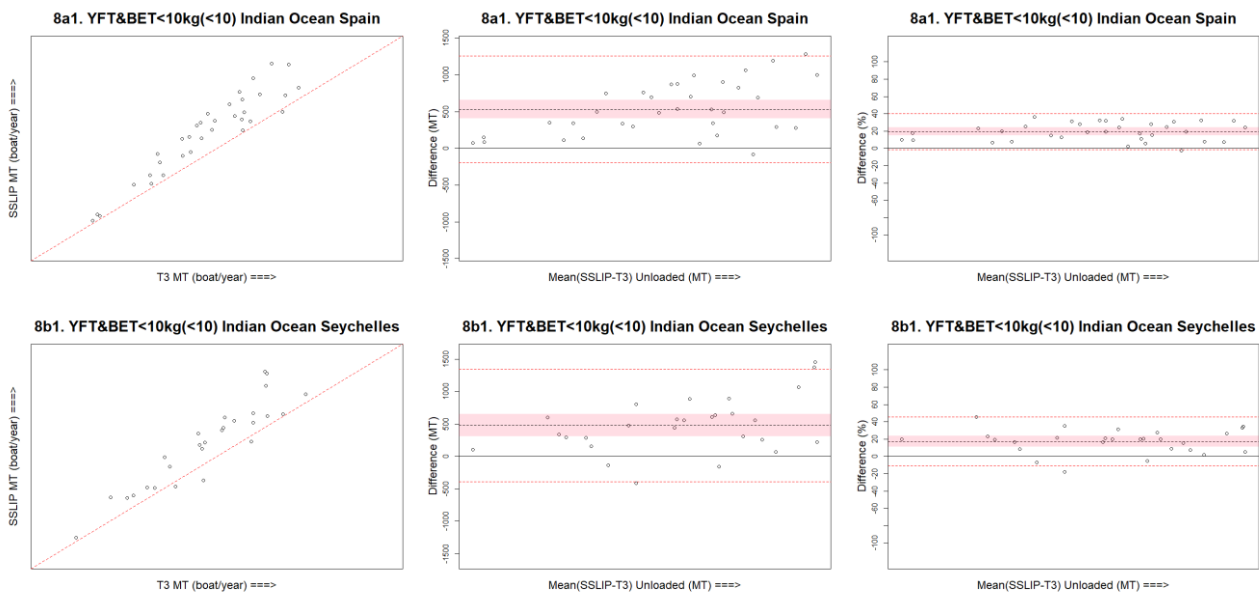 8a1. YFT&BET<10kg(<10) Indian Ocean Spain
SSLIP MT (boat/year) ===>
T3 MT (boat/year) ===>
8a1. YFT&BET<10kg(<10) Indian Ocean Spain
Difference (MT)
1500
1000
500
0
-500
-1000
-1500
Mean(SSLIP-T3) Unloaded (MT) ===>
8a1. YFT&BET<10kg(<10) Indian Ocean Spain
Difference (%)
100
80
60
40
20
0
-20
-40
-60
-100
Mean(SSLIP-T3) Unloaded (MT) ===>
8b1. YFT&BET<10kg(<10) Indian Ocean Seychelles
SSLIP MT (boat/year) ===>
T3 MT (boat/year) ===>
8b1. YFT&BET<10kg(<10) Indian Ocean Seychelles
Difference (MT)
1500
1000
500
0
-500
-1000
-1500
Mean(SSLIP-T3) Unloaded (MT) ===>
8b1. YFT&BET<10kg(<10) Indian Ocean Seychelles
Difference (%)
100
80
60
40
20
0
-20
-40
-60
-100
Mean(SSLIP-T3) Unloaded (MT) ===>